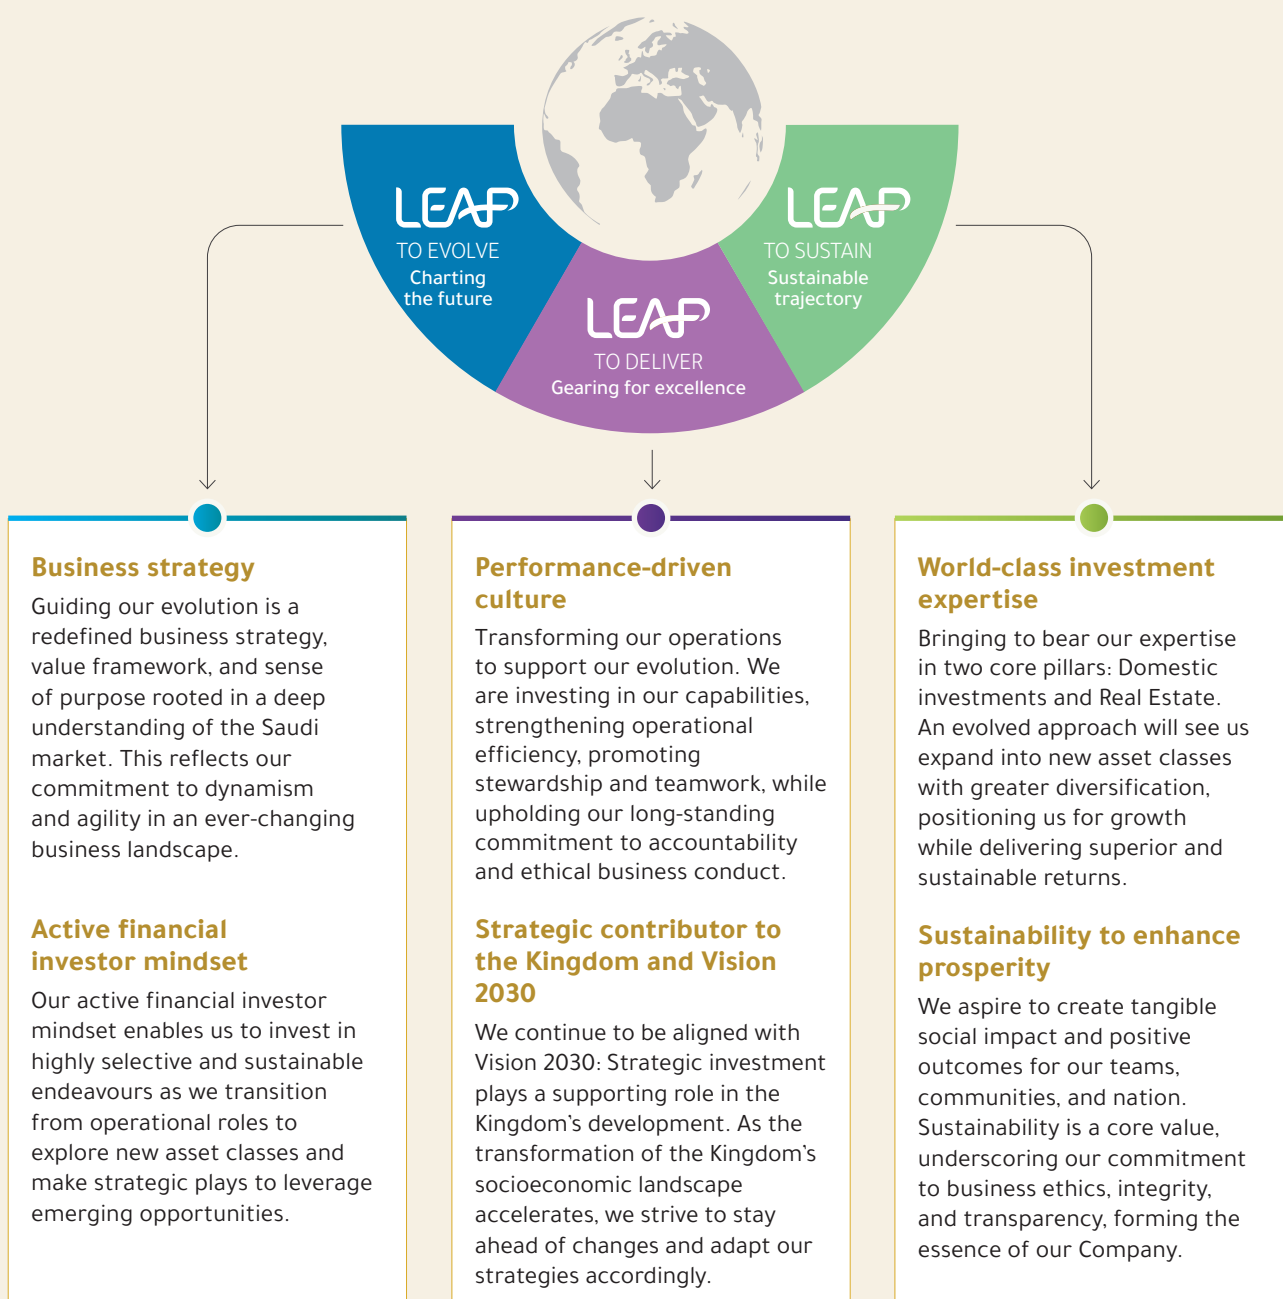 LEAP
TO EVOLVE
Charting
the future
LEAP
TO DELIVER
Gearing for excellence
LEAP
TO SUSTAIN
Sustainable
trajectory
Business strategy
Guiding our evolution is a
redefined business strategy,
value framework, and sense
of purpose rooted in a deep
understanding of the Saudi
market. This reflects our
commitment to dynamism
and agility in an ever-changing
business landscape.
Active financial
investor mindset
Our active financial investor
mindset enables us to invest in
highly selective and sustainable
endeavours as we transition
from operational roles to
explore new asset classes and
make strategic plays to leverage
emerging opportunities.
Performance-driven
culture
Transforming our operations
to support our evolution. We
are investing in our capabilities,
strengthening operational
efficiency, promoting
stewardship and teamwork, while
upholding our long-standing
commitment to accountability
and ethical business conduct.
Strategic contributor to
the Kingdom and Vision
2030
We continue to be aligned with
Vision 2030: Strategic investment
plays a supporting role in the
Kingdom's development. As the
transformation of the Kingdom's
socioeconomic landscape
accelerates, we strive to stay
ahead of changes and adapt our
strategies accordingly.
World-class investment
expertise
Bringing to bear our expertise
in two core pillars: Domestic
investments and Real Estate.
An evolved approach will see us
expand into new asset classes
with greater diversification,
positioning us for growth
while delivering superior and
sustainable returns.
Sustainability to enhance
prosperity
We aspire to create tangible
social impact and positive
outcomes for our teams,
communities, and nation.
Sustainability is a core value,
underscoring our commitment
to business ethics, integrity,
and transparency, forming the
essence of our Company.